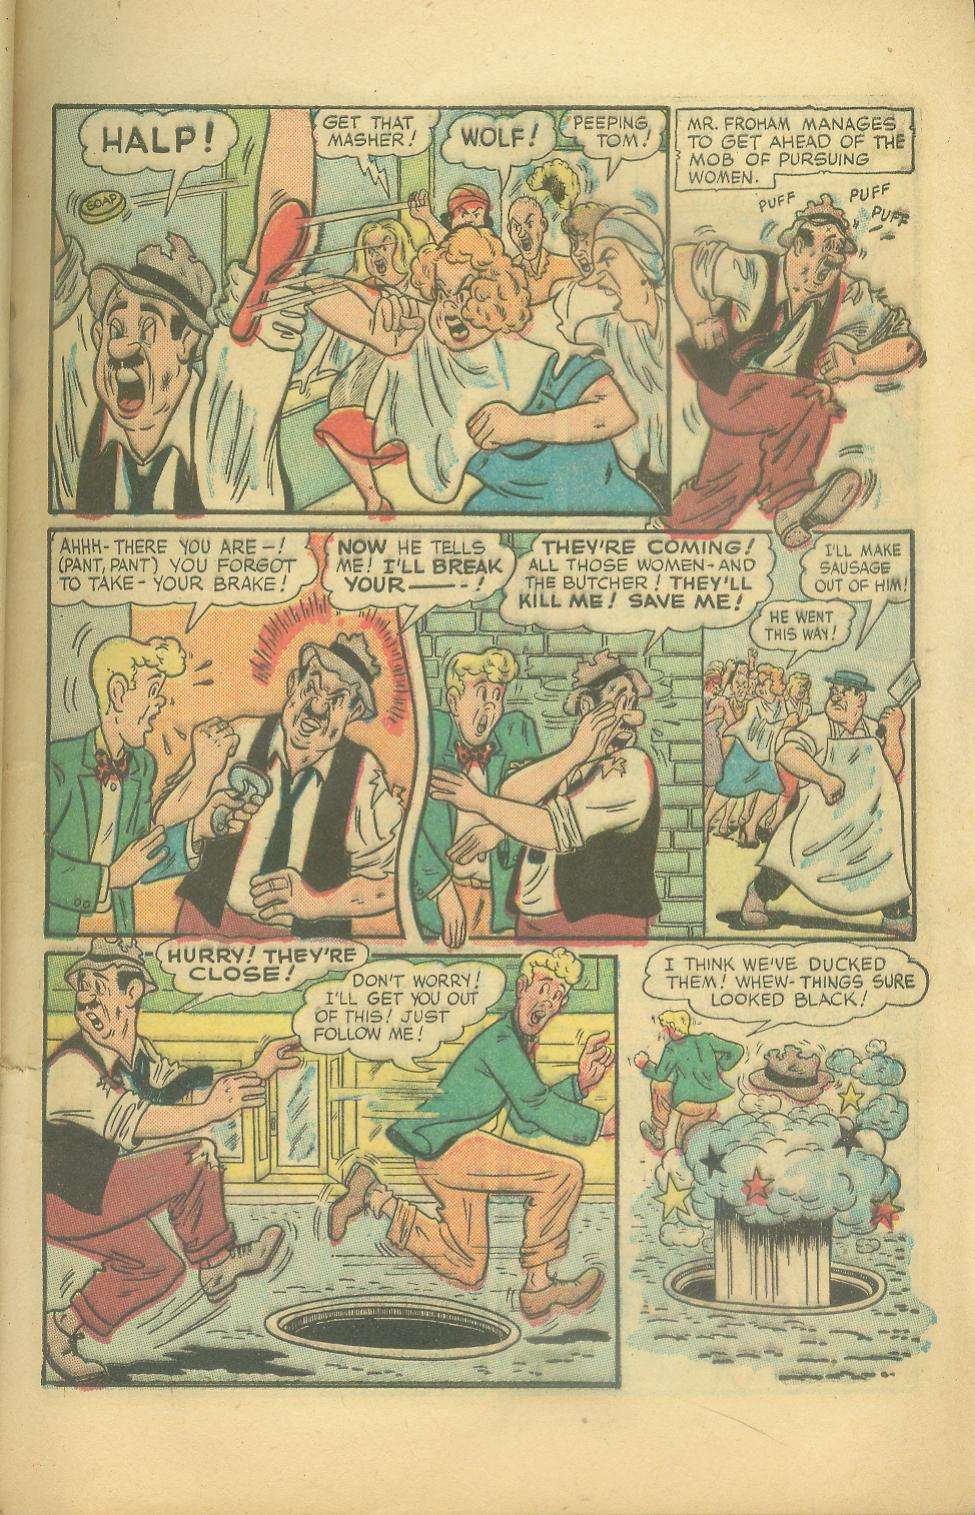 HALP!
SOAP
GET THAT
MASHER!
WOLF!
PEEPING
TOM!
MR. FROHAM MANAGES
TO GET AHEAD OF THE
MOB OF PURSUING
WOMEN.
PUFF
PUFF
PUFF
AHHH- THERE YOU ARE-!
(PANT, PANT) YOU FORGOT
TO TAKE- YOUR BRAKE!
NOW HE TELLS
ME! I'LL BREAK
YOUR ——-!
THEY'RE COMING!
ALL THOSE WOMEN- AND
THE BUTCHER! THEY'LL
KILL ME! SAVE ME!
HE WENT
THIS WAY!
I'LL MAKE
SAUSAGE
OUT OF HIM!
HURRY! THEY'RE
CLOSE!
DON'T WORRY!
I'LL GET YOU OUT
OF THIS! JUST
FOLLOW ME!
I THINK WE'VE DUCKED
THEM! WHEW- THINGS SURE
LOOKED BLACK!